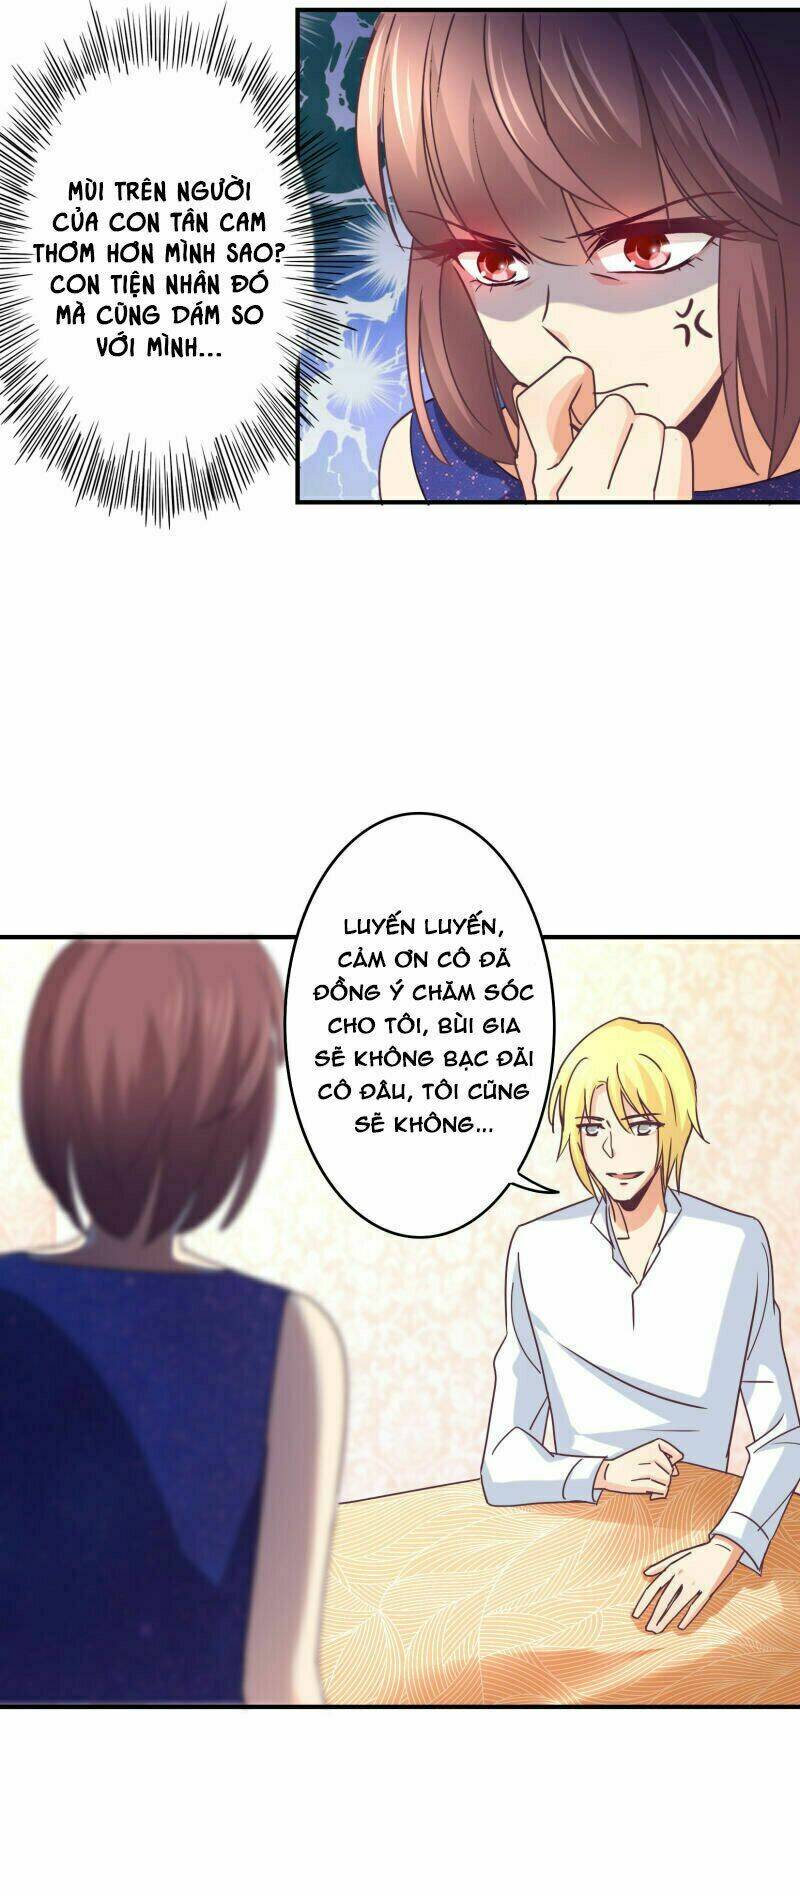 MÙI TRÊN NGƯỜI
CỦA CON TÂN CAM
THƠM HƠN MÌNH SAO?
CON TIỆN NHÂN ĐÓ
MÀ CŨNG DÁM SO
VỚI MÌNH...
LUYẾN LUYẾN,
CẢM ƠN CÔ ĐÃ
ĐỒNG Ý CHĂM SÓC
CHO TÔI, BÙI GIA
SẼ KHÔNG BẠC ĐÃI
CÔ ĐÂU, TÔI CŨNG
SẼ KHÔNG...